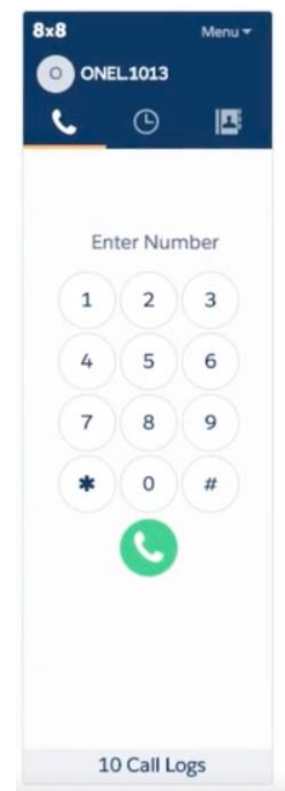 8x8 Menu
O ONEL.1013
Enter Number
1 2 3
4 5 6
7 8 9
* 0 #
10 Call Logs